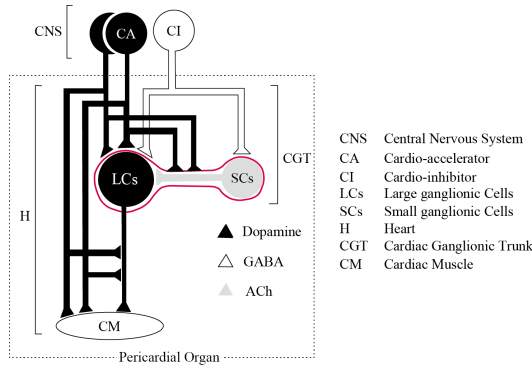 CNS
CA
CI
LCs
SCs
CGT
H
Dopamine
GABA
ACh
CM
Pericardial Organ
CNS Central Nervous System
CA Cardio-accelerator
CI Cardio-inhibitor
LCs Large ganglionic Cells
SCs Small ganglionic Cells
H Heart
CGT Cardiac Ganglionic Trunk
CM Cardiac Muscle